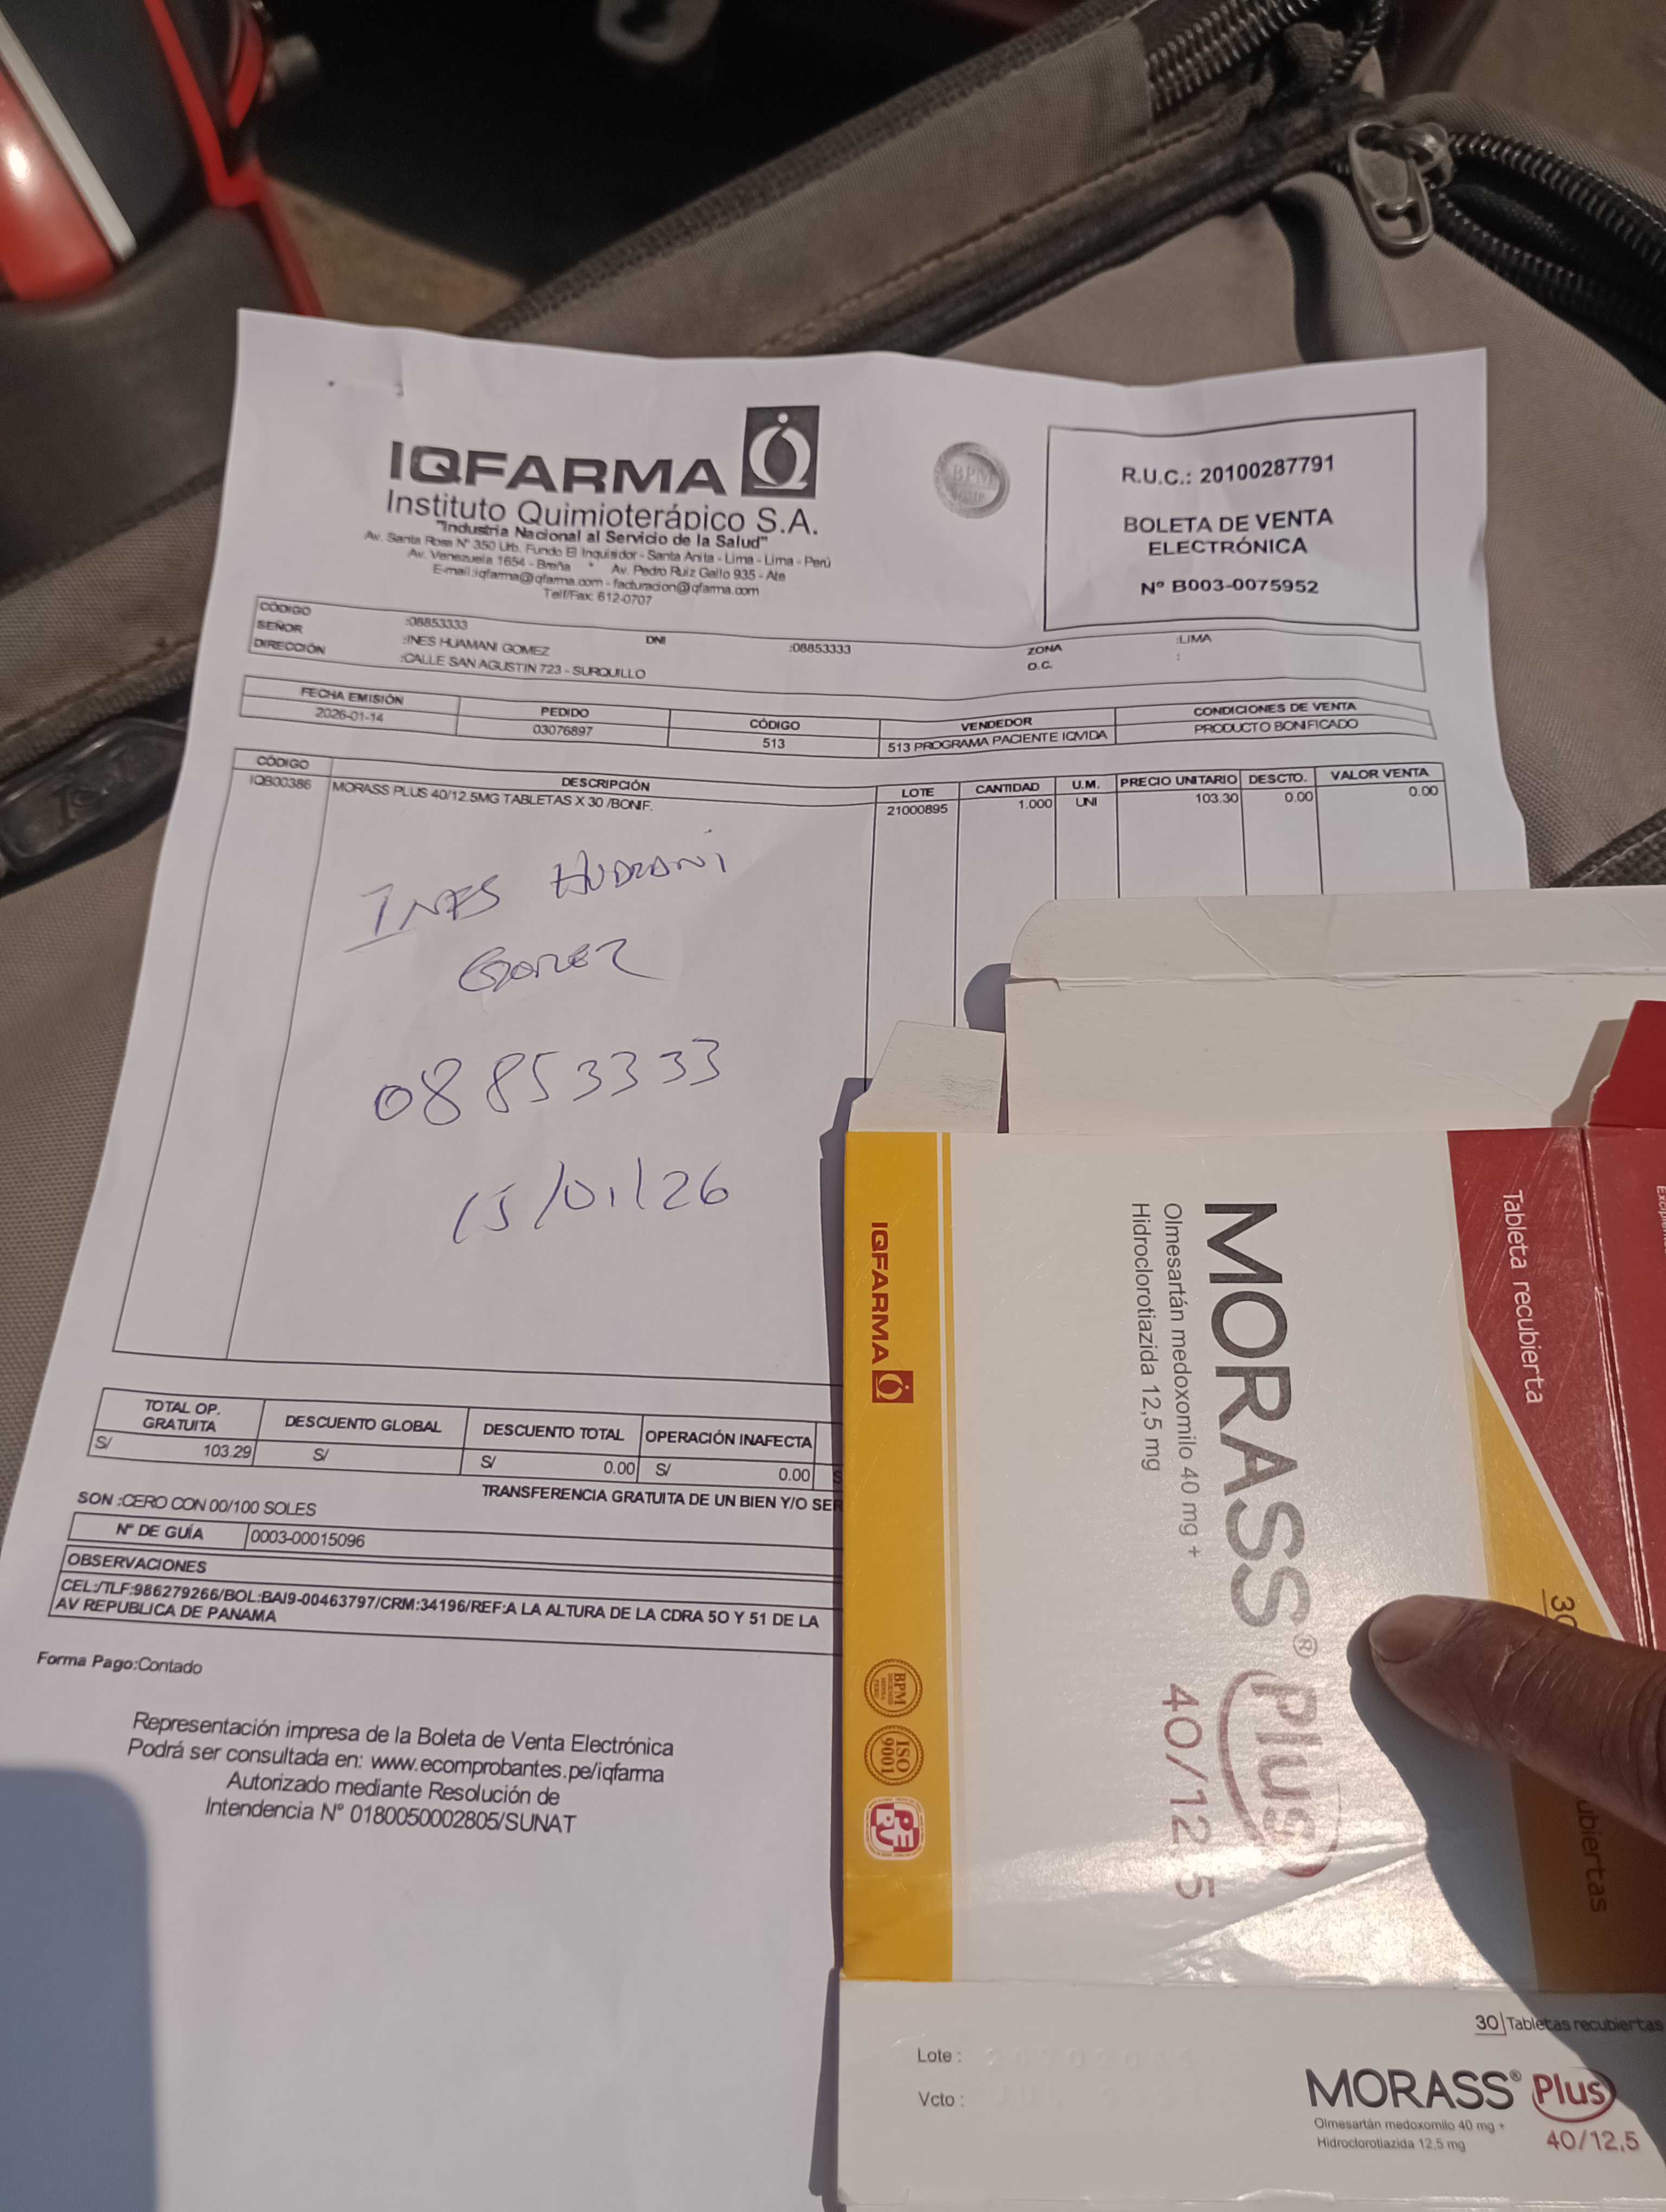 IQFARMA
Instituto Quimioterápico S.A.
"Industria Nacional al Servicio de la Salud"
Av. Santa Rosa N° 350 Urb. Fundo El Inquisidor - Santa Anita - Lima - Lima - Perú
Av. Venezuela 1654 - Breña * Av. Pedro Ruiz Gallo 935 - Ate
E-mail:iqfarma@iqfarma.com - facturacion@iqfarma.com
Telf/Fax: 612-0707
BPM
R.U.C.: 20100287791
BOLETA DE VENTA
ELECTRÓNICA
Nº B003-0075952
CÓDIGO :08853333 DNI :08853333 ZONA :LIMA
SEÑOR :INES HUAMANI GOMEZ O.C. :
DIRECCIÓN :CALLE SAN AGUSTIN 723 - SURQUILLO
FECHA EMISIÓN PEDIDO CÓDIGO VENDEDOR CONDICIONES DE VENTA
2026-01-14 03076897 513 513 PROGRAMA PACIENTE IQVIDA PRODUCTO BONIFICADO
CÓDIGO DESCRIPCIÓN LOTE CANTIDAD U.M. PRECIO UNITARIO DESCTO. VALOR VENTA
IQB00386 MORASS PLUS 40/12.5MG TABLETAS X 30 /BONIF. 21000895 1.000 UNI 103.30 0.00 0.00
INES HUAMANI
GOMEZ
08853333
15/01/26
TOTAL OP. GRATUITA DESCUENTO GLOBAL DESCUENTO TOTAL OPERACIÓN INAFECTA
S/ 103.29 S/ S/ 0.00 S/ 0.00 S
TRANSFERENCIA GRATUITA DE UN BIEN Y/O SER
SON :CERO CON 00/100 SOLES
N° DE GUÍA 0003-00015096
OBSERVACIONES
CEL:/TLF:986279266/BOL:BAI9-00463797/CRM:34196/REF:A LA ALTURA DE LA CDRA 50 Y 51 DE LA
AV REPUBLICA DE PANAMA
Forma Pago:Contado
Representación impresa de la Boleta de Venta Electrónica
Podrá ser consultada en: www.ecomprobantes.pe/iqfarma
Autorizado mediante Resolución de
Intendencia N° 0180050002805/SUNAT
Tableta recubierta
MORASS® Plus
Olmesartán medoxomilo 40 mg +
Hidroclorotiazida 12,5 mg
40/12,5
30
ubiertas
IQFARMA
BPM
ISO
9001
30 Tabletas recubiertas
Lote :
Vcto :
MORASS® Plus
Olmesartán medoxomilo 40 mg +
Hidroclorotiazida 12,5 mg
40/12,5